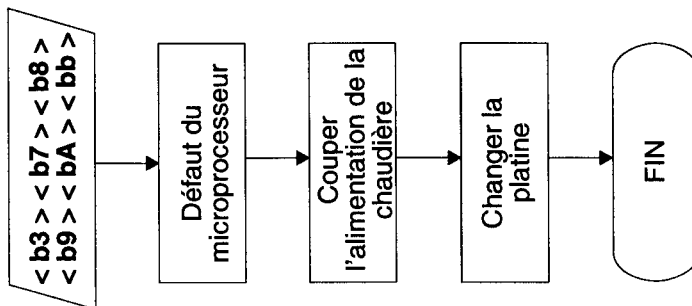 < b3 > < b7 > < b8 >
< b9 > < bA > < bb >
Défaut du
microprocesseur
Couper
l'alimentation de la
chaudière
Changer la
platine
FIN